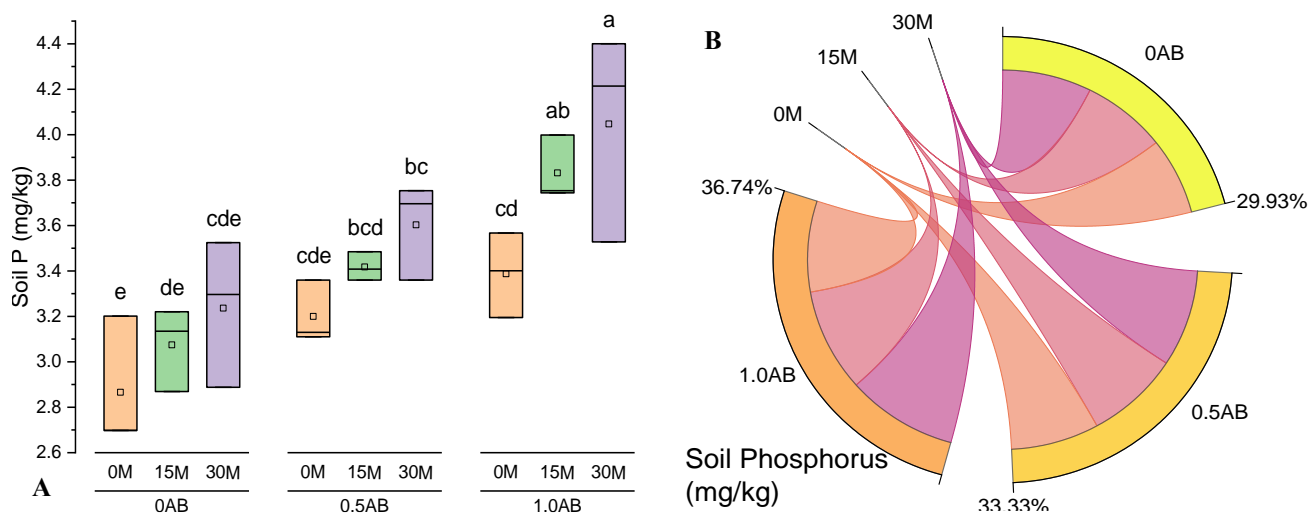 Soil P (mg/kg)
4.4
4.2
4.0
3.8
3.6
3.4
3.2
3.0
2.8
2.6
e
de
cde
cde
bcd
bc
cd
ab
a
0M 15M 30M 0M 15M 30M 0M 15M 30M
0AB 0.5AB 1.0AB
A
B
30M
15M
0M
0AB
36.74%
29.93%
1.0AB
0.5AB
Soil Phosphorus
(mg/kg)
33.33%